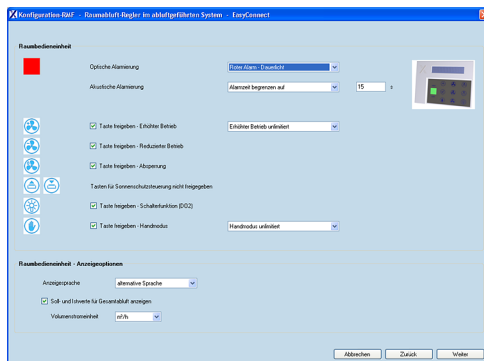 Konfiguration-RMF - Raumabluft-Regler im abluftgeführten System - EasyConnect
Raumbedieneinheit
Optische Alarmierung
Roter Alarm - Dauerlicht
Akustische Alarmierung
Alarmzeit begrenzen auf
15
s
Taste freigeben - Erhöhter Betrieb
Erhöhter Betrieb unlimitiert
Taste freigeben - Reduzierter Betrieb
Taste freigeben - Absperrung
Tasten für Sonnenschutzsteuerung nicht freigegeben
Taste freigeben - Schalterfunktion (DO2)
Taste freigeben - Handmodus
Handmodus unlimitiert
Raumbedieneinheit - Anzeigeoptionen
Anzeigesprache
alternative Sprache
Soll- und Istwerte für Gesamtabluft anzeigen
Volumenstromeinheit
m³/h
Abbrechen
Zurück
Weiter